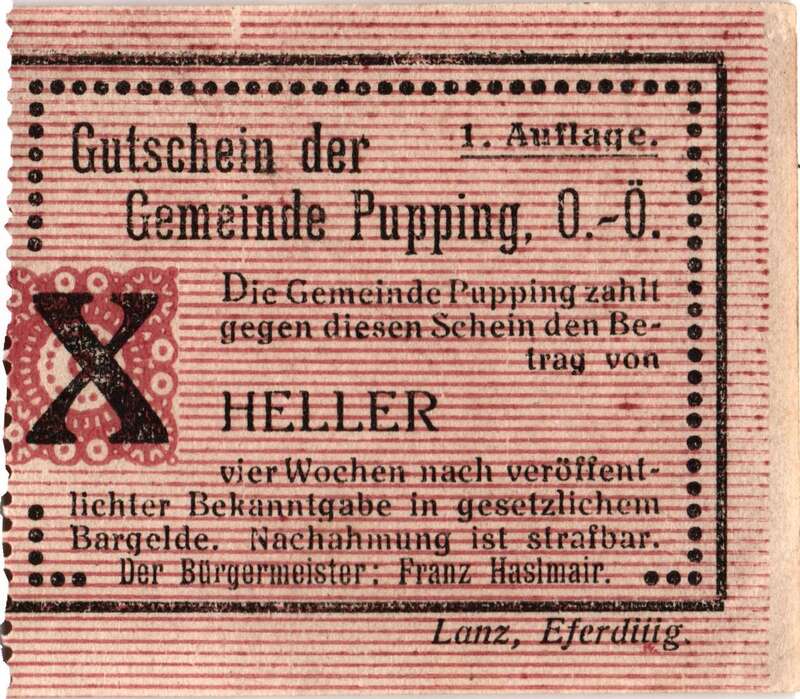 1. Auflage.
Gutschein der
Gemeinde Pupping, O.-Ö.
Die Gemeinde Pupping zahlt
gegen diesen Schein den Be-
trag von
X
HELLER
vier Wochen nach veröffent-
lichter Bekanntgabe in gesetzlichem
Bargelde. Nachahmung ist strafbar.
Der Bürgermeister: Franz Haslmair.
Lanz, Eferdiiig.